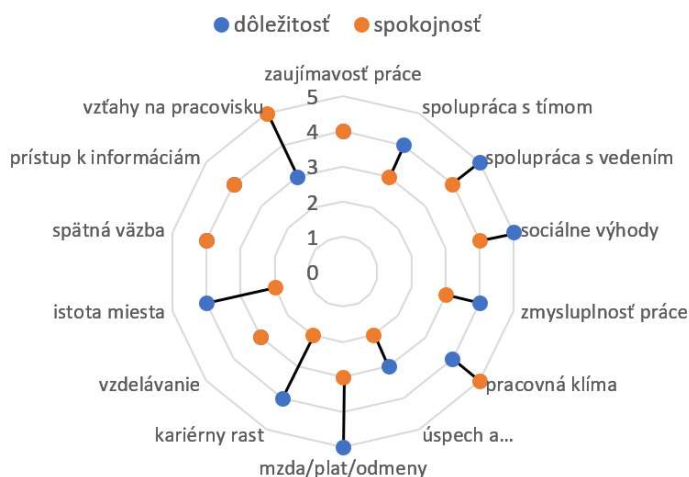 dôležitosť spokojnosť
zaujímavosť práce
spolupráca s tímom
spolupráca s vedením
sociálne výhody
zmysluplnosť práce
pracovná klíma
úspech a...
mzda/plat/odmeny
kariérny rast
vzdelávanie
istota miesta
spätná väzba
prístup k informáciám
vzťahy na pracovisku
5
4
3
2
1
0